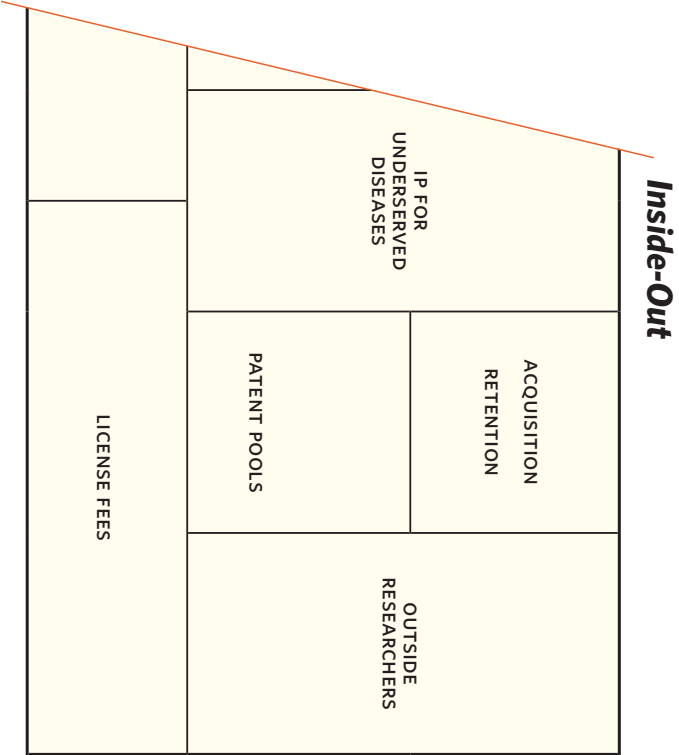 Inside-Out
IP FOR
UNDERSERVED
DISEASES
ACQUISITION
RETENTION
PATENT POOLS
OUTSIDE
RESEARCHERS
LICENSE FEES